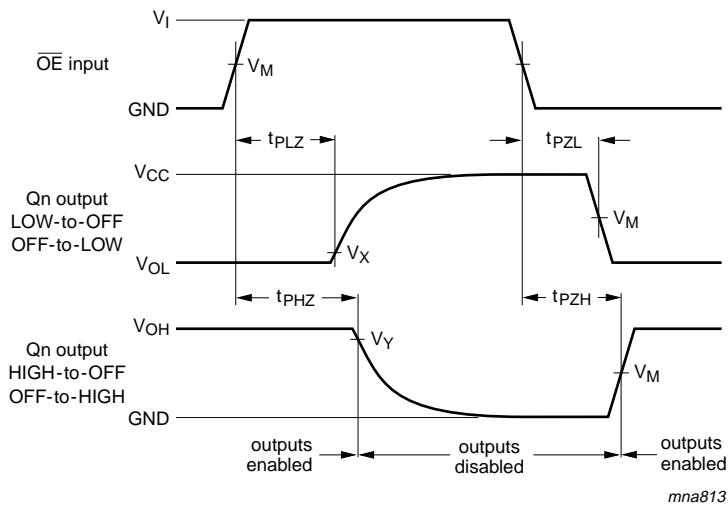 V_I
OE input
V_M
GND
t_PLZ
t_PZL
V_CC
Qn output
LOW-to-OFF
OFF-to-LOW
V_M
V_X
V_OL
t_PHZ
t_PZH
V_OH
V_Y
Qn output
HIGH-to-OFF
OFF-to-HIGH
V_M
GND
outputs
enabled
outputs
disabled
outputs
enabled
mna813